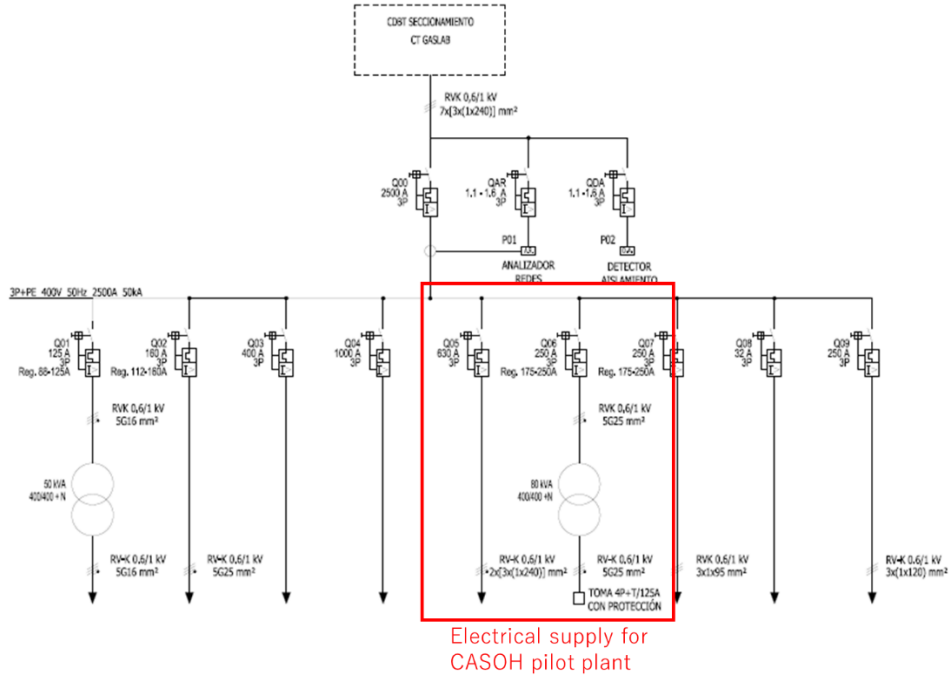 CDBT SECCIONAMIENTO
CT GASLAB
RVK 0,6/1 kV
7x[3x(1x240)] mm²
Q00
2500 A
3P
QAR
1.1 - 1.6 A
3P
QDA
1.1 - 1.6 A
3P
P01
ANALIZADOR
REDES
P02
DETECTOR
AISLAMIENTO
3P+PE 400V 50Hz 2500A 50kA
Q01
125 A
3P
Reg. 88-125A
Q02
160 A
3P
Reg. 112-160A
Q03
400 A
3P
Q04
1000 A
3P
Q05
630 A
3P
Q06
250 A
3P
Reg. 175-250A
Q07
250 A
3P
Reg. 175-250A
Q08
32 A
3P
Q09
250 A
3P
RVK 0,6/1 kV
5G16 mm²
RVK 0,6/1 kV
5G25 mm²
50 kVA
400/400 +N
80 kVA
400/400 +N
RV-K 0,6/1 kV
5G16 mm²
RV-K 0,6/1 kV
5G25 mm²
RV-K 0,6/1 kV
2x[3x(1x240)] mm²
RV-K 0,6/1 kV
5G25 mm²
RVK 0,6/1 kV
3x1x95 mm²
RV-K 0,6/1 kV
3x(1x120) mm²
TOMA 4P+T/125A
CON PROTECCIÓN
Electrical supply for
CASOH pilot plant